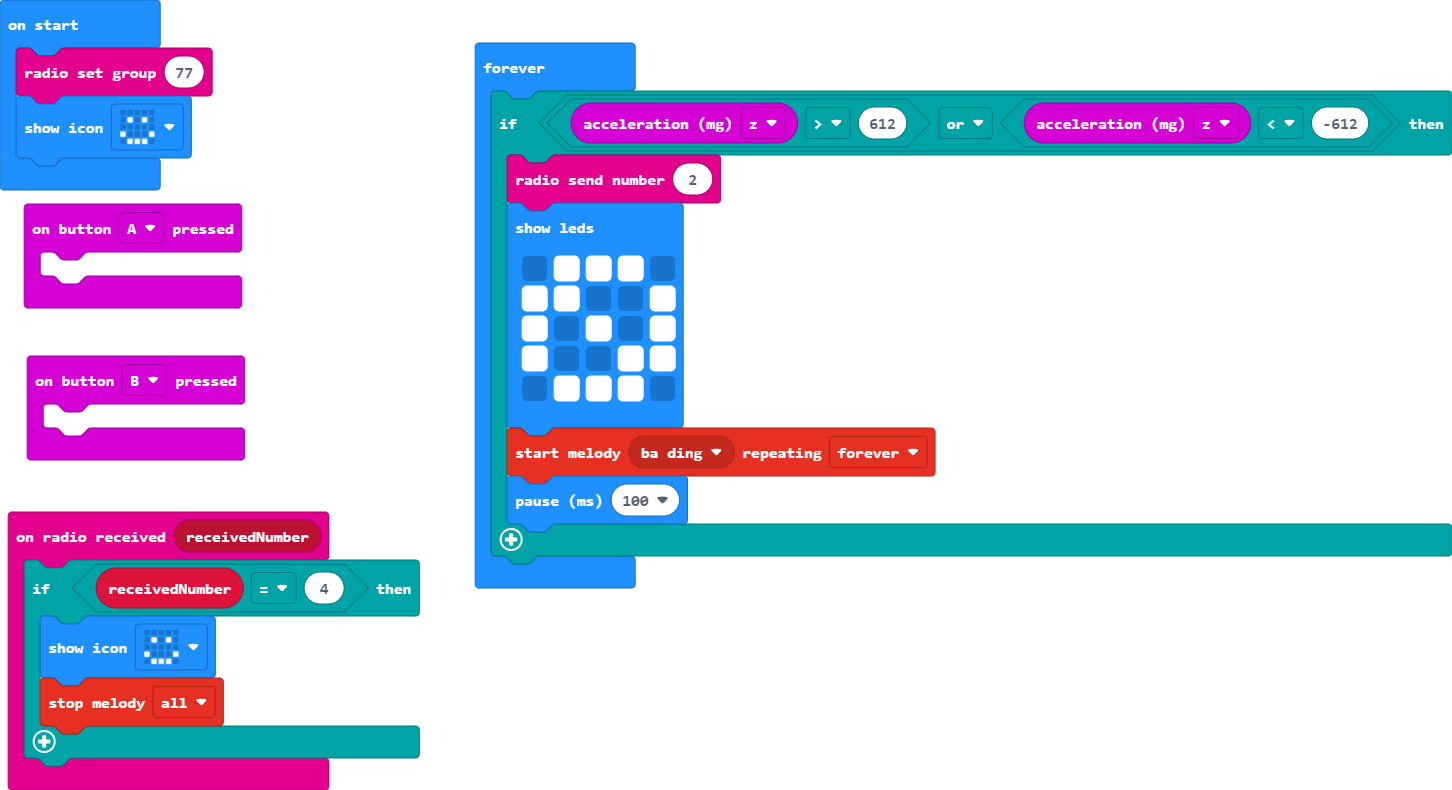 on start
radio set group 77
show icon
on button A pressed
on button B pressed
on radio received receivedNumber
if receivedNumber = 4 then
show icon
stop melody all
forever
if acceleration (mg) z > 612 or acceleration (mg) z < -612 then
radio send number 2
show leds
start melody ba ding repeating forever
pause (ms) 100